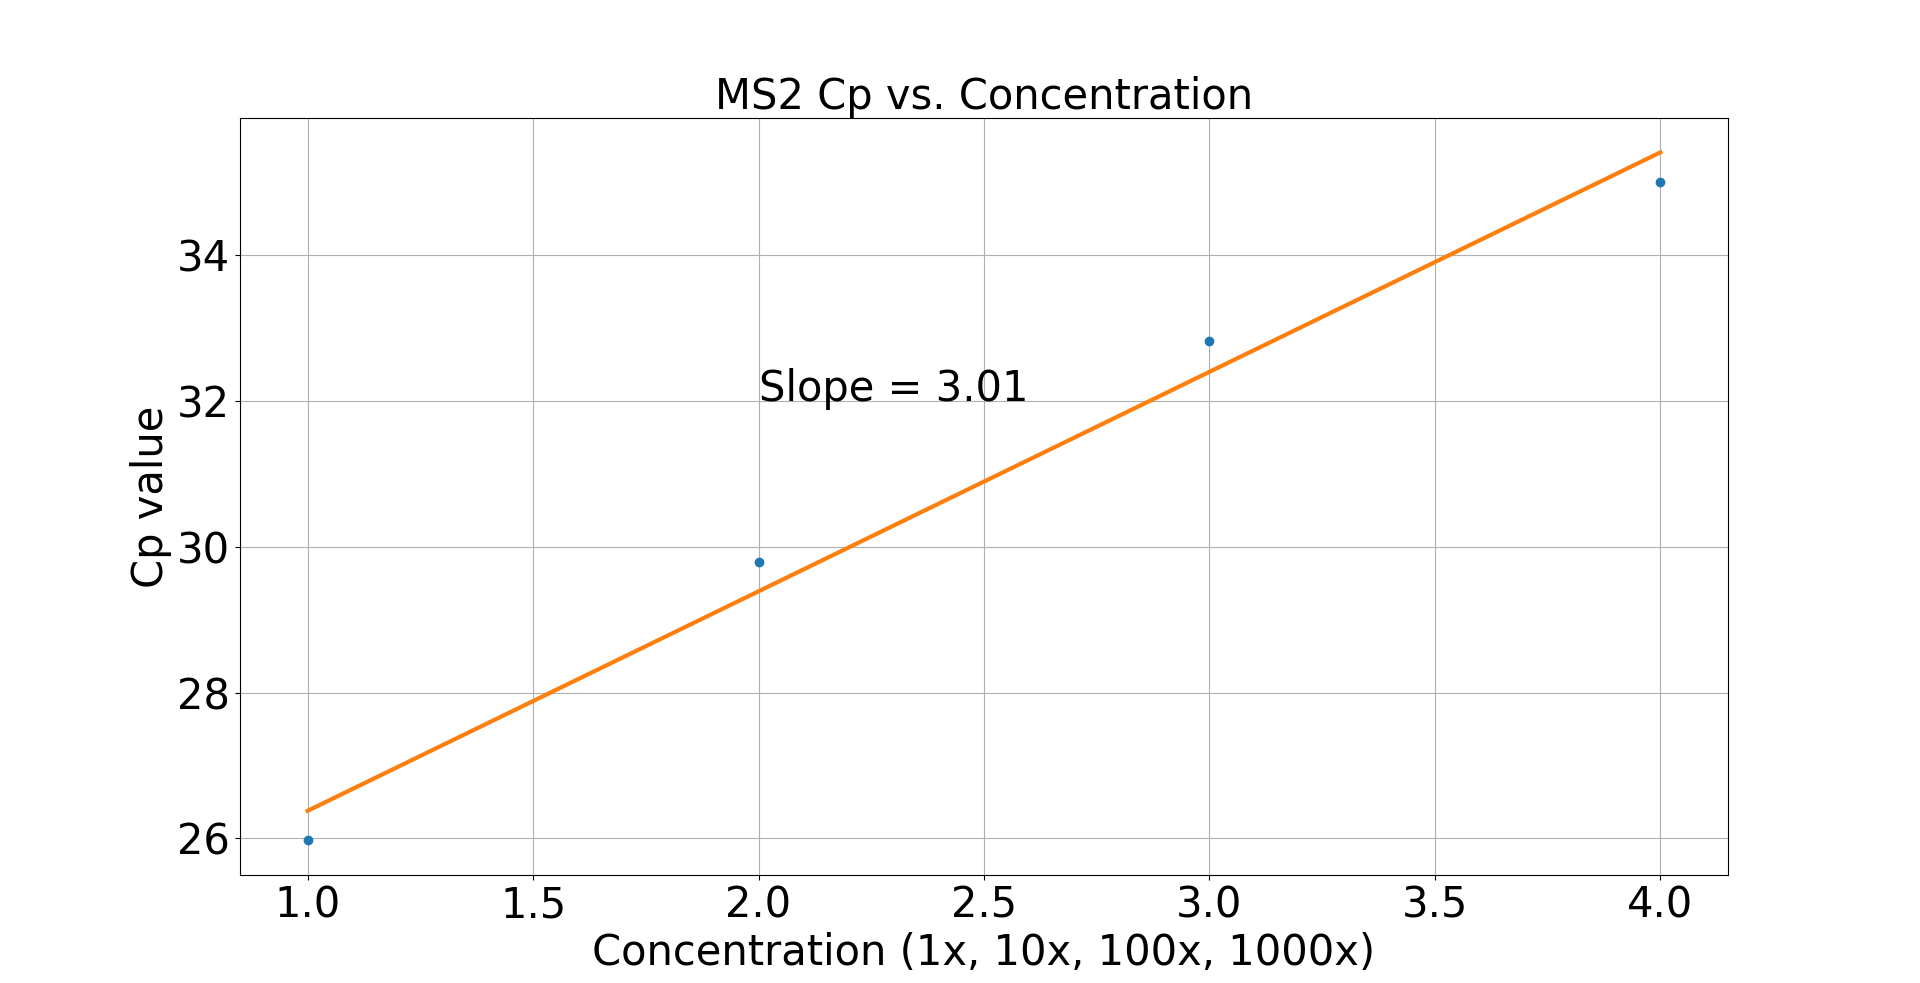 MS2 Cp vs. Concentration
34
32
30
28
26
Cp value
Slope = 3.01
1.0 1.5 2.0 2.5 3.0 3.5 4.0
Concentration (1x, 10x, 100x, 1000x)